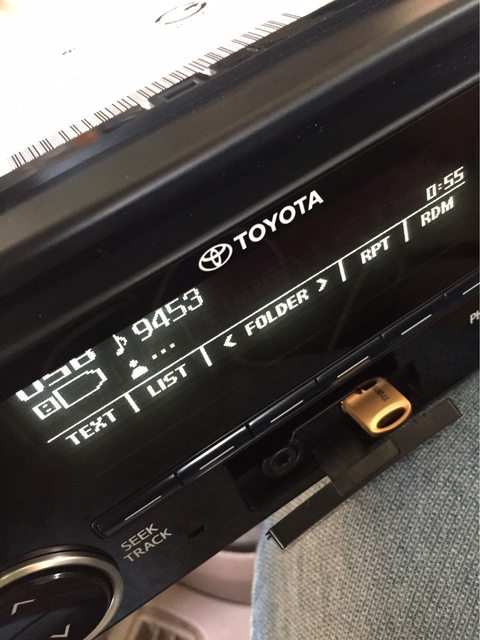 TOYOTA
0:55
USB ♪ 9453
...
TEXT | LIST | < FOLDER > | RPT | RDM
SEEK
TRACK